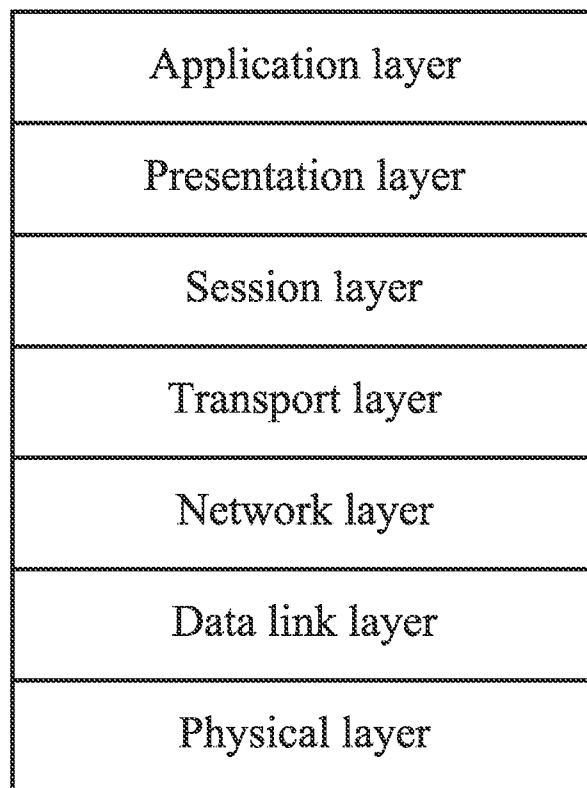 Application layer
Presentation layer
Session layer
Transport layer
Network layer
Data link layer
Physical layer